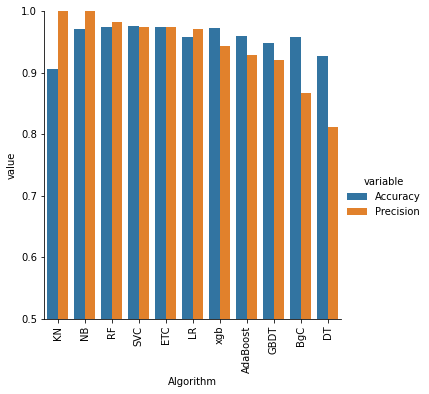 1.0
0.9
0.8
0.7
0.6
0.5
value
KN
NB
RF
SVC
ETC
LR
xgb
AdaBoost
GBDT
BgC
DT
Algorithm
variable
Accuracy
Precision